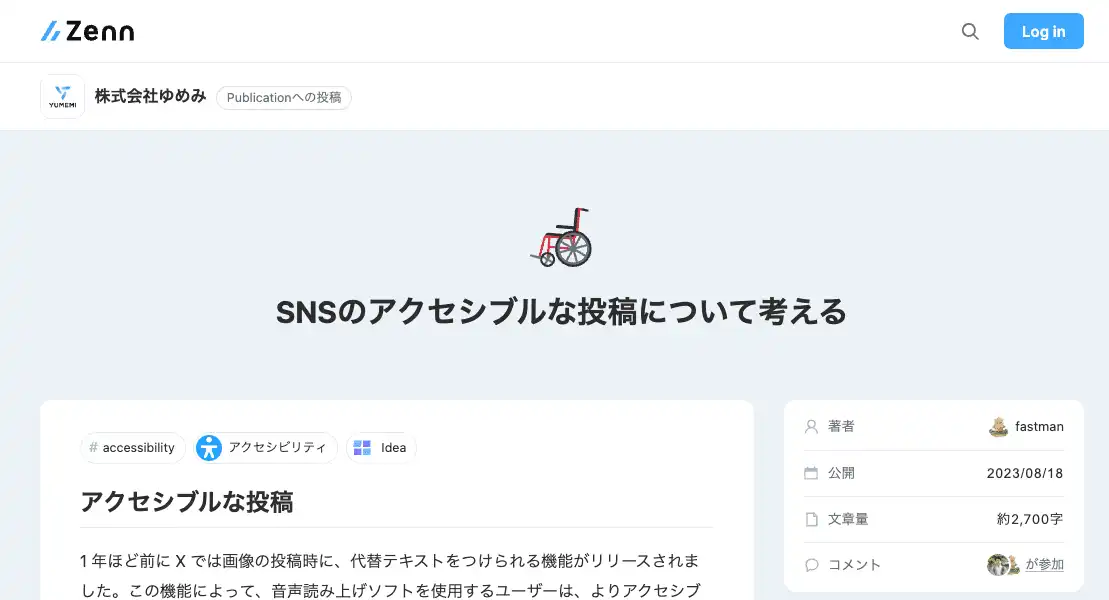 Zenn
Log in
YUMEMI
株式会社ゆめみ
Publicationへの投稿
SNSのアクセシブルな投稿について考える
# accessibility
アクセシビリティ
Idea
アクセシブルな投稿
1 年ほど前に X では画像の投稿時に、代替テキストをつけられる機能がリリースされま
した。この機能によって、音声読み上げソフトを使用するユーザーは、よりアクセシブ
著者 fastman
公開 2023/08/18
文章量 約2,700字
コメント が参加